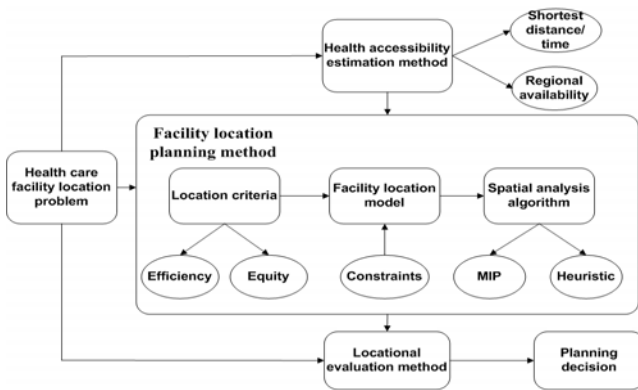 Shortest
distance/
time
Health accessibility
estimation method
Regional
availability
Facility location
planning method
Health care
facility location
problem
Location criteria
Facility location
model
Spatial analysis
algorithm
Efficiency
Equity
Constraints
MIP
Heuristic
Locational
evaluation method
Planning
decision